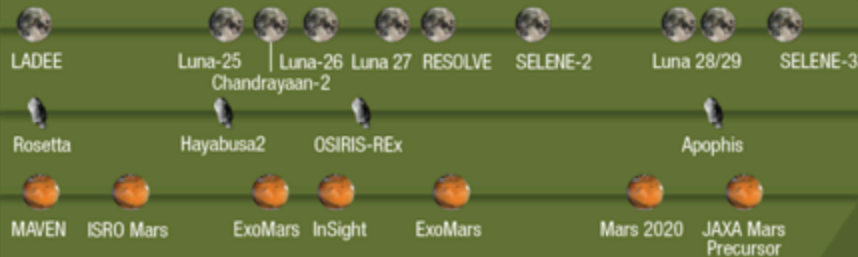 LADEE Luna-25 Luna-26 Luna 27 RESOLVE SELENE-2 Luna 28/29 SELENE-3
Chandrayaan-2
Rosetta Hayabusa2 OSIRIS-REx Apophis
MAVEN ISRO Mars ExoMars InSight ExoMars Mars 2020 JAXA Mars
Precursor